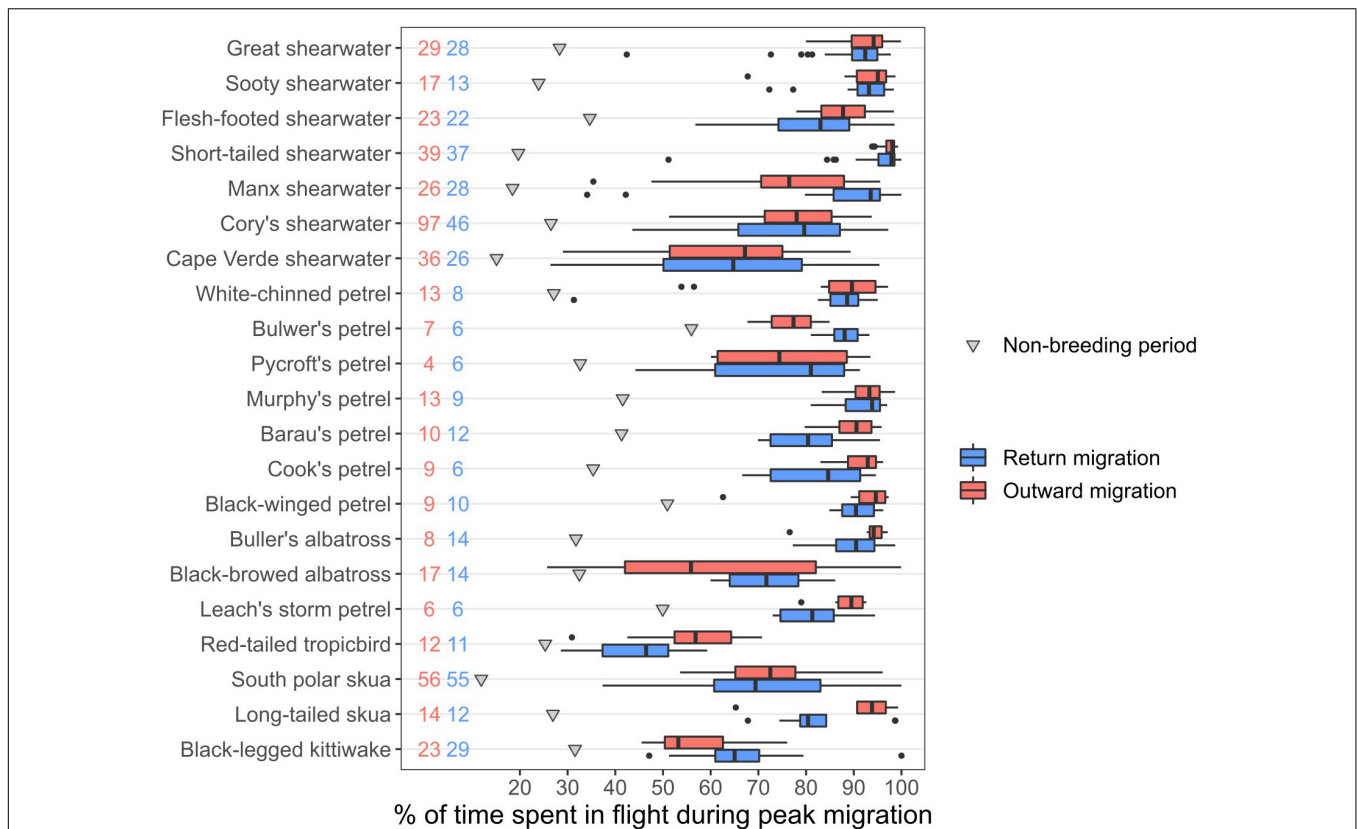 Great shearwater 29 28
Sooty shearwater 17 13
Flesh-footed shearwater 23 22
Short-tailed shearwater 39 37
Manx shearwater 26 28
Cory's shearwater 97 46
Cape Verde shearwater 36 26
White-chinned petrel 13 8
Bulwer's petrel 7 6
Pycroft's petrel 4 6
Murphy's petrel 13 9
Barau's petrel 10 12
Cook's petrel 9 6
Black-winged petrel 9 10
Buller's albatross 8 14
Black-browed albatross 17 14
Leach's storm petrel 6 6
Red-tailed tropicbird 12 11
South polar skua 56 55
Long-tailed skua 14 12
Black-legged kittiwake 23 29
20 30 40 50 60 70 80 90 100
% of time spent in flight during peak migration
Non-breeding period
Return migration
Outward migration